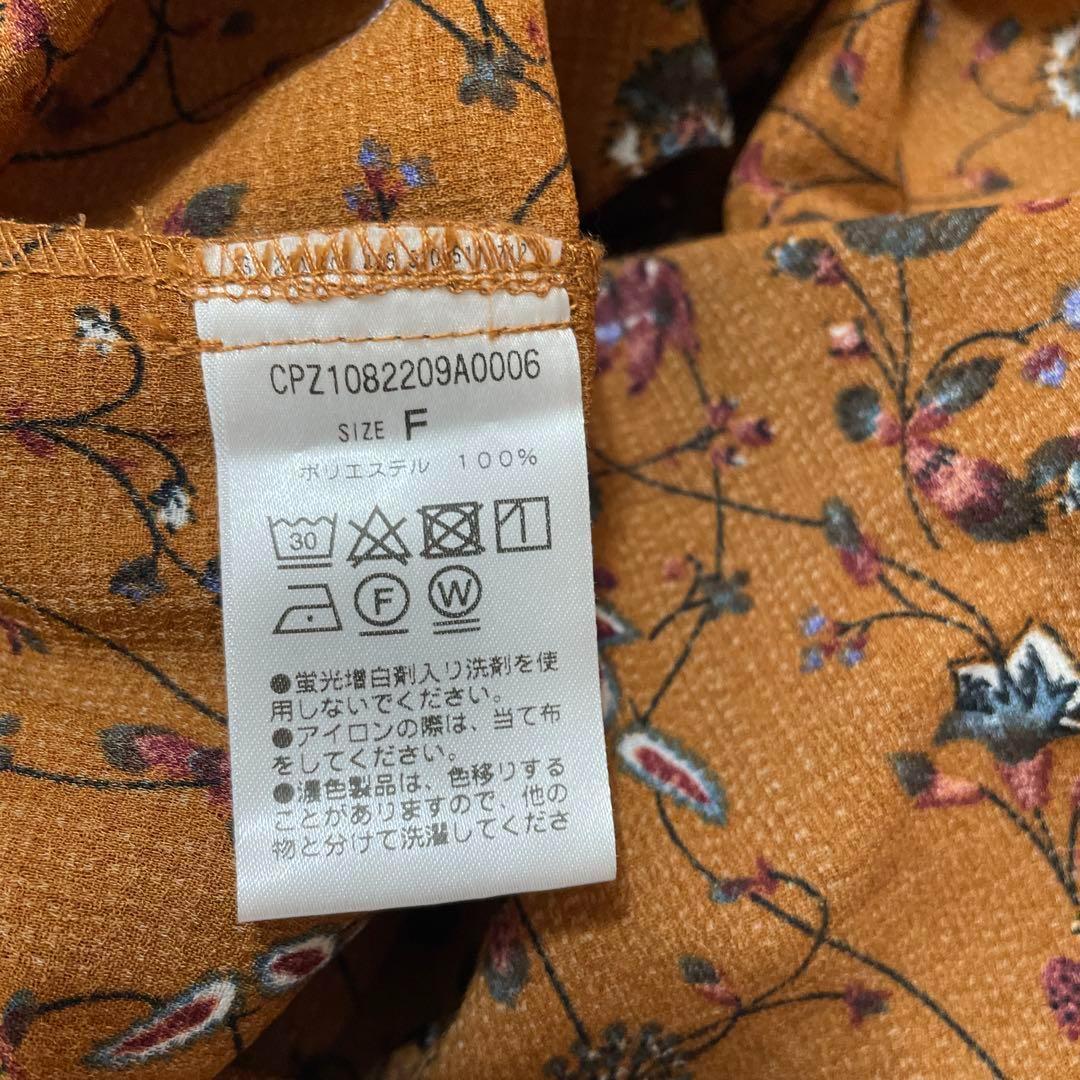 CPZ1082209A0006
SIZE F
ポリエステル 100%
30
F W
●蛍光増白剤入り洗剤を使
用しないでください。
●アイロンの際は、当て布
をしてください。
●濃色製品は、色移りする
ことがありますので、他の
物と分けて洗濯してくださ